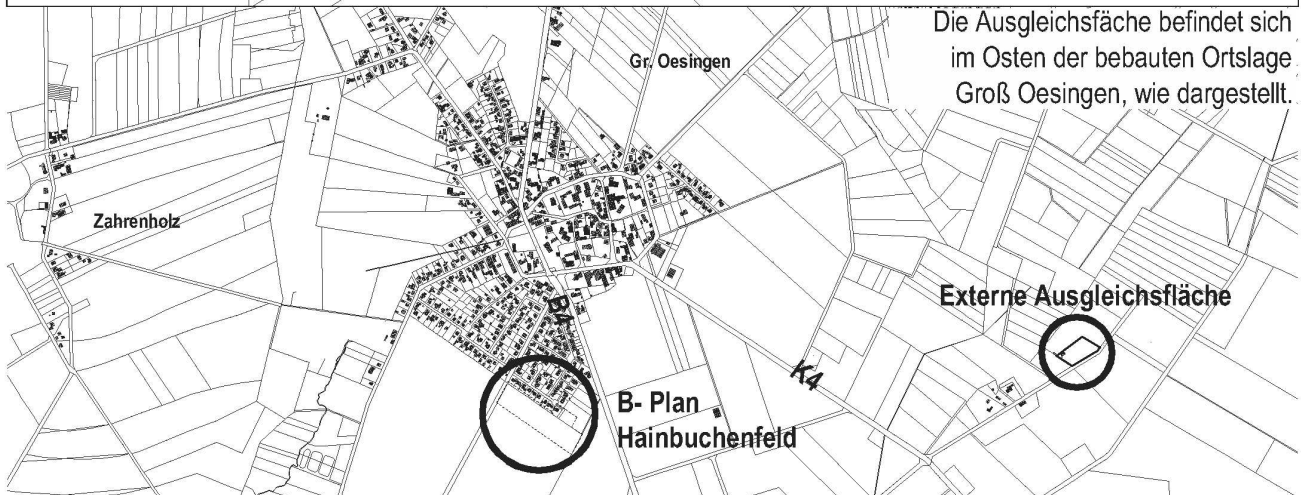 Die Ausgleichsfäche befindet sich
im Osten der bebauten Ortslage
Groß Oesingen, wie dargestellt.
Gr. Oesingen
Zahrenholz
Externe Ausgleichsfläche
B4
K4
B- Plan
Hainbuchenfeld